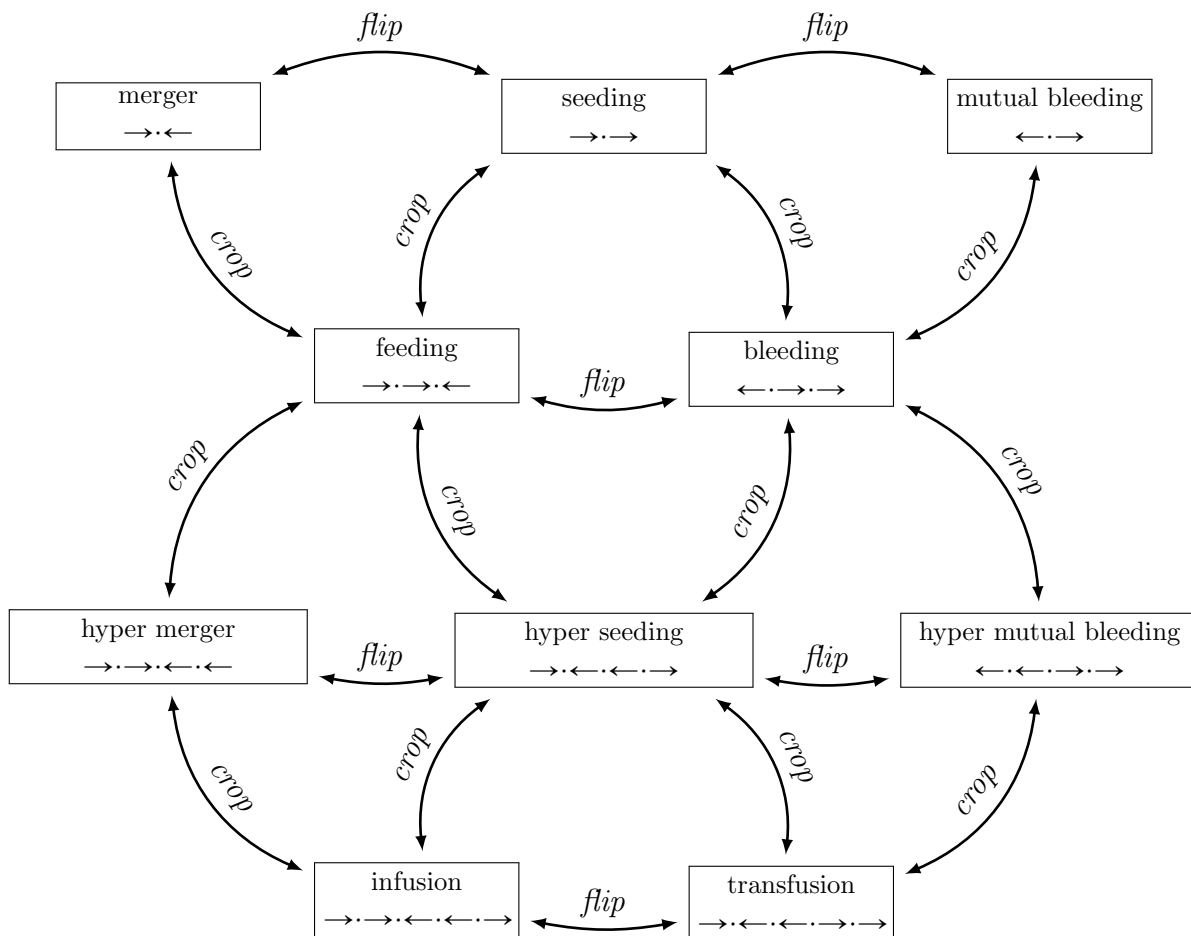 flip
flip
merger
→·←
seeding
→·→
mutual bleeding
←·→
crop
crop
crop
crop
feeding
→·→·←
flip
bleeding
←·→·→
crop
crop
crop
crop
hyper merger
→·→·←·←
flip
hyper seeding
→·←·←·→
flip
hyper mutual bleeding
←·←·→·→
crop
crop
crop
crop
infusion
→·→·←·←·→
flip
transfusion
→·←·←·→·→